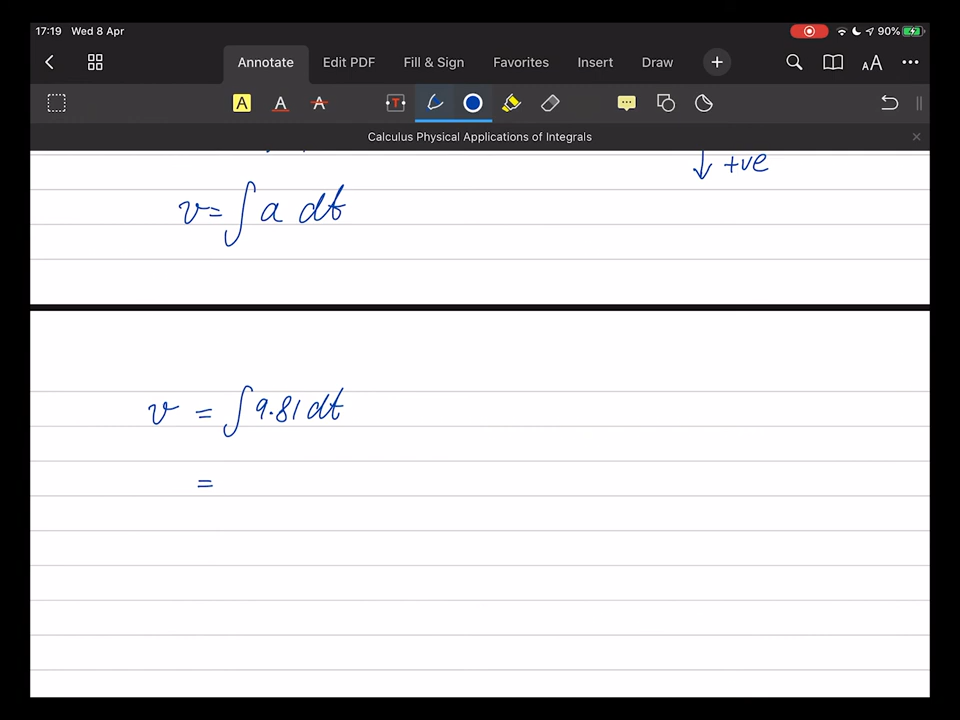 17:19 Wed 8 Apr 90%
Annotate Edit PDF Fill & Sign Favorites Insert Draw
A A A T AA
Calculus Physical Applications of Integrals
↓ +ve
v = ∫ a dt
v = ∫ 9.81 dt
=